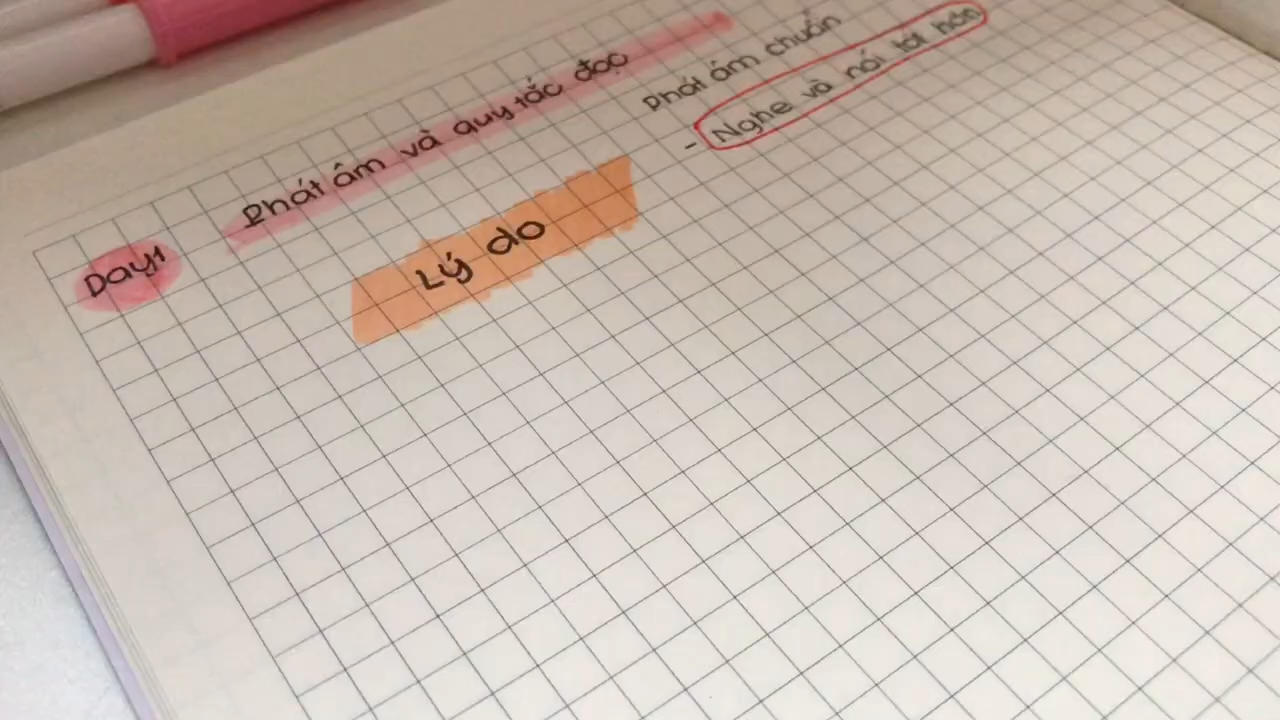 Day1
Phát âm và quy tắc đọc
Lý do
Phát âm chuẩn
- Nghe và nói tốt hơn